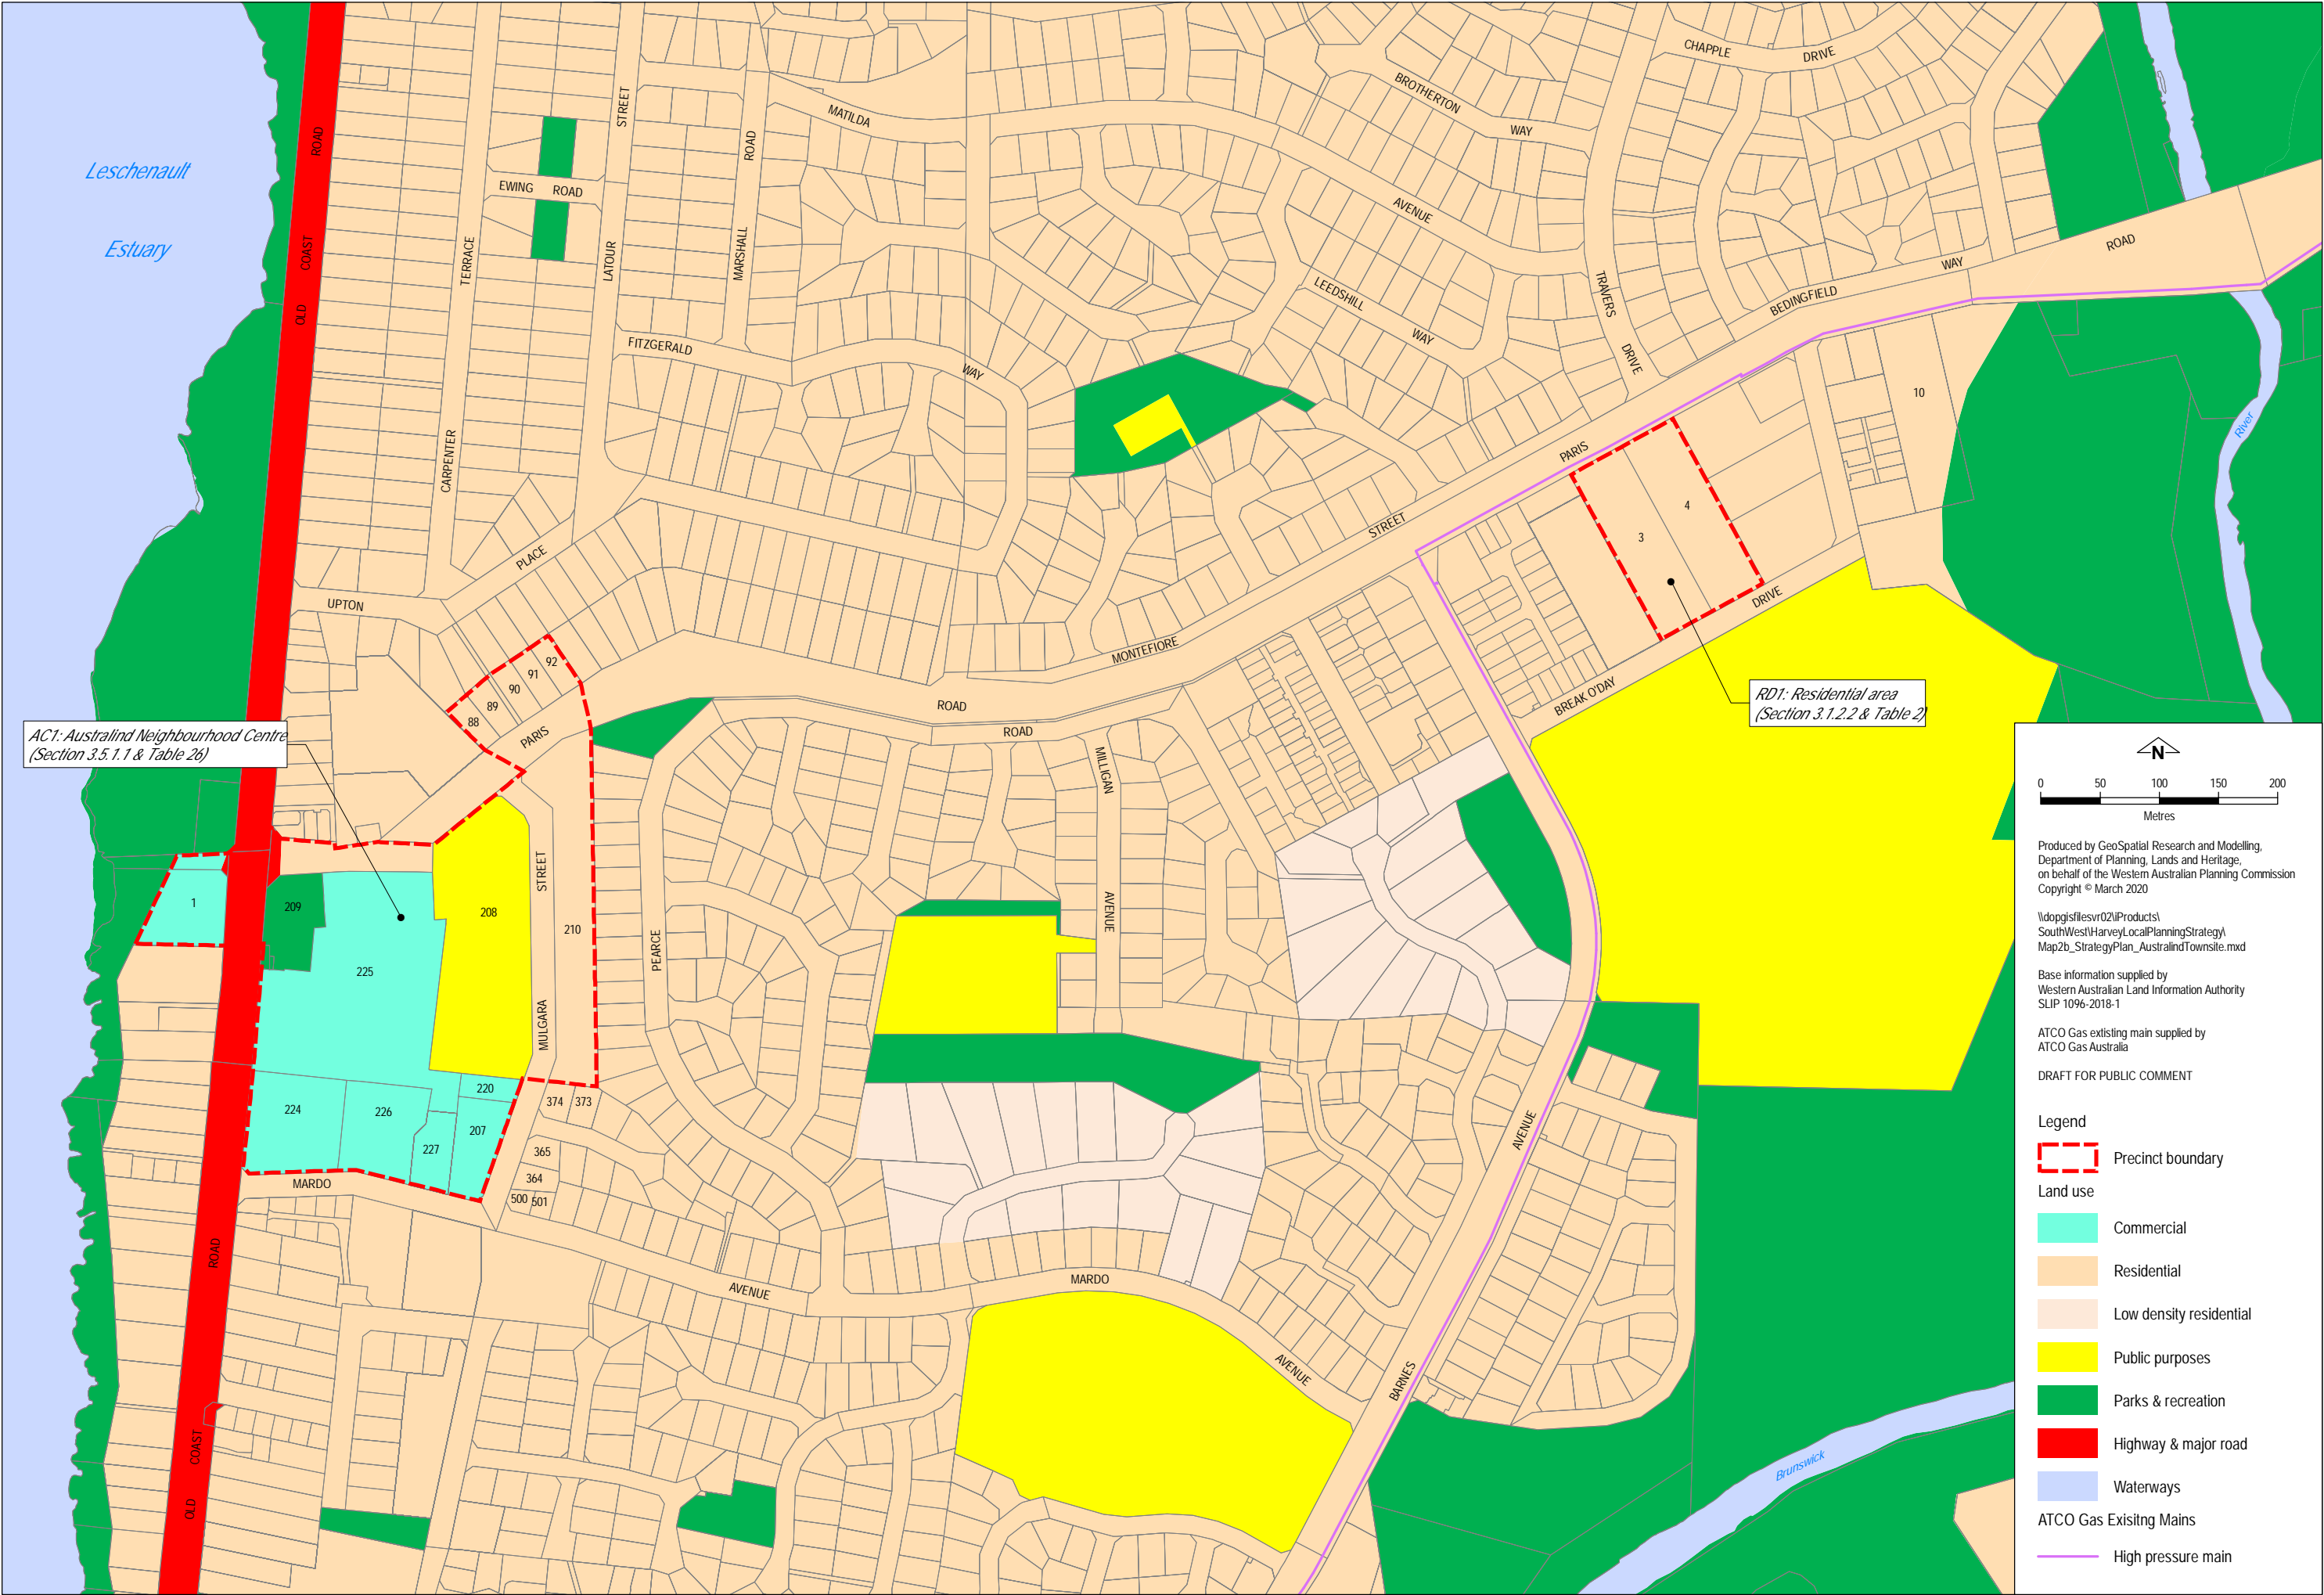 Leschenault
Estuary
OLD
COAST
ROAD
TERRACE
CARPENTER
STREET
LATOUR
EWING
ROAD
MARSHALL
ROAD
MATILDA
AVENUE
FITZGERALD
WAY
BROTHERTON
WAY
CHAPPLE
DRIVE
LEEDSHILL
WAY
TRAVERS
DRIVE
BEDINGFIELD
WAY
ROAD
River
10
PARIS
STREET
4
3
DRIVE
BREAK O'DAY
RD1: Residential area
(Section 3.1.2.2 & Table 2)
UPTON
PLACE
92
91
90
89
88
PARIS
MONTEFIORE
ROAD
ROAD
AC1: Australind Neighbourhood Centre
(Section 3.5.1.1 & Table 26)
MILLIGAN
AVENUE
1
209
208
STREET
210
PEARCE
225
MULGARA
220
224
226
207
227
374
373
365
364
500
501
MARDO
AVENUE
MARDO
AVENUE
AVENUE
BARNES
ROAD
COAST
OLD
Brunswick
N
0 50 100 150 200
Metres
Produced by GeoSpatial Research and Modelling,
Department of Planning, Lands and Heritage,
on behalf of the Western Australian Planning Commission
Copyright © March 2020
\\dopgisfilesvr02\iProducts\
SouthWest\HarveyLocalPlanningStrategy\
Map2b_StrategyPlan_AustralindTownsite.mxd
Base information supplied by
Western Australian Land Information Authority
SLIP 1096-2018-1
ATCO Gas extisting main supplied by
ATCO Gas Australia
DRAFT FOR PUBLIC COMMENT
Legend
Precinct boundary
Land use
Commercial
Residential
Low density residential
Public purposes
Parks & recreation
Highway & major road
Waterways
ATCO Gas Exisitng Mains
High pressure main